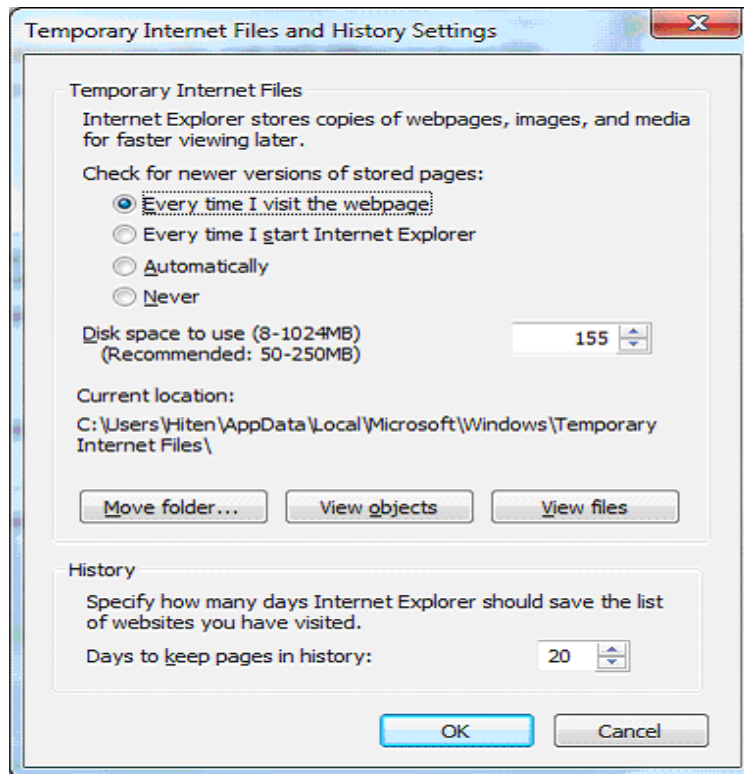 Temporary Internet Files and History Settings
Temporary Internet Files
Internet Explorer stores copies of webpages, images, and media
for faster viewing later.
Check for newer versions of stored pages:
Every time I visit the webpage
Every time I start Internet Explorer
Automatically
Never
Disk space to use (8-1024MB)
(Recommended: 50-250MB)
155
Current location:
C:\Users\Hiten\AppData\Local\Microsoft\Windows\Temporary
Internet Files\
Move folder... View objects View files
History
Specify how many days Internet Explorer should save the list
of websites you have visited.
Days to keep pages in history: 20
OK Cancel